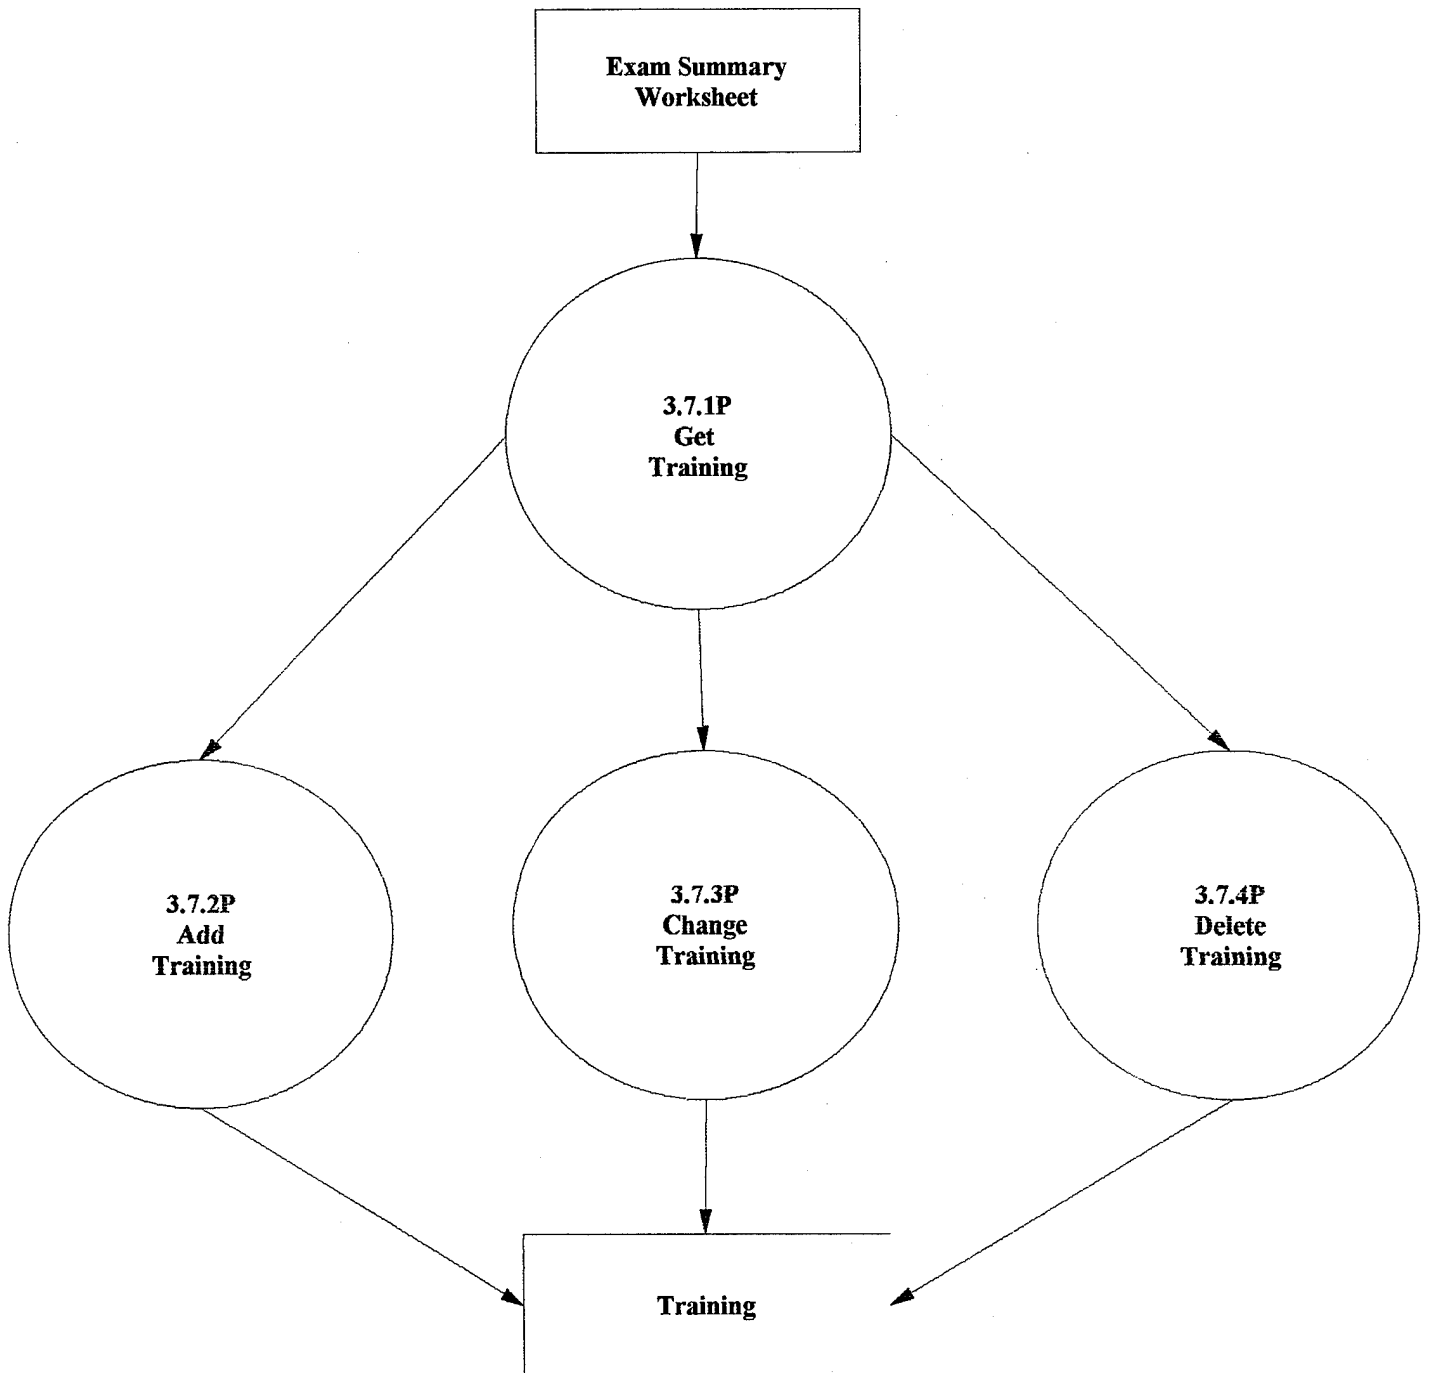 Exam Summary
Worksheet
3.7.1P
Get
Training
3.7.2P
Add
Training
3.7.3P
Change
Training
3.7.4P
Delete
Training
Training